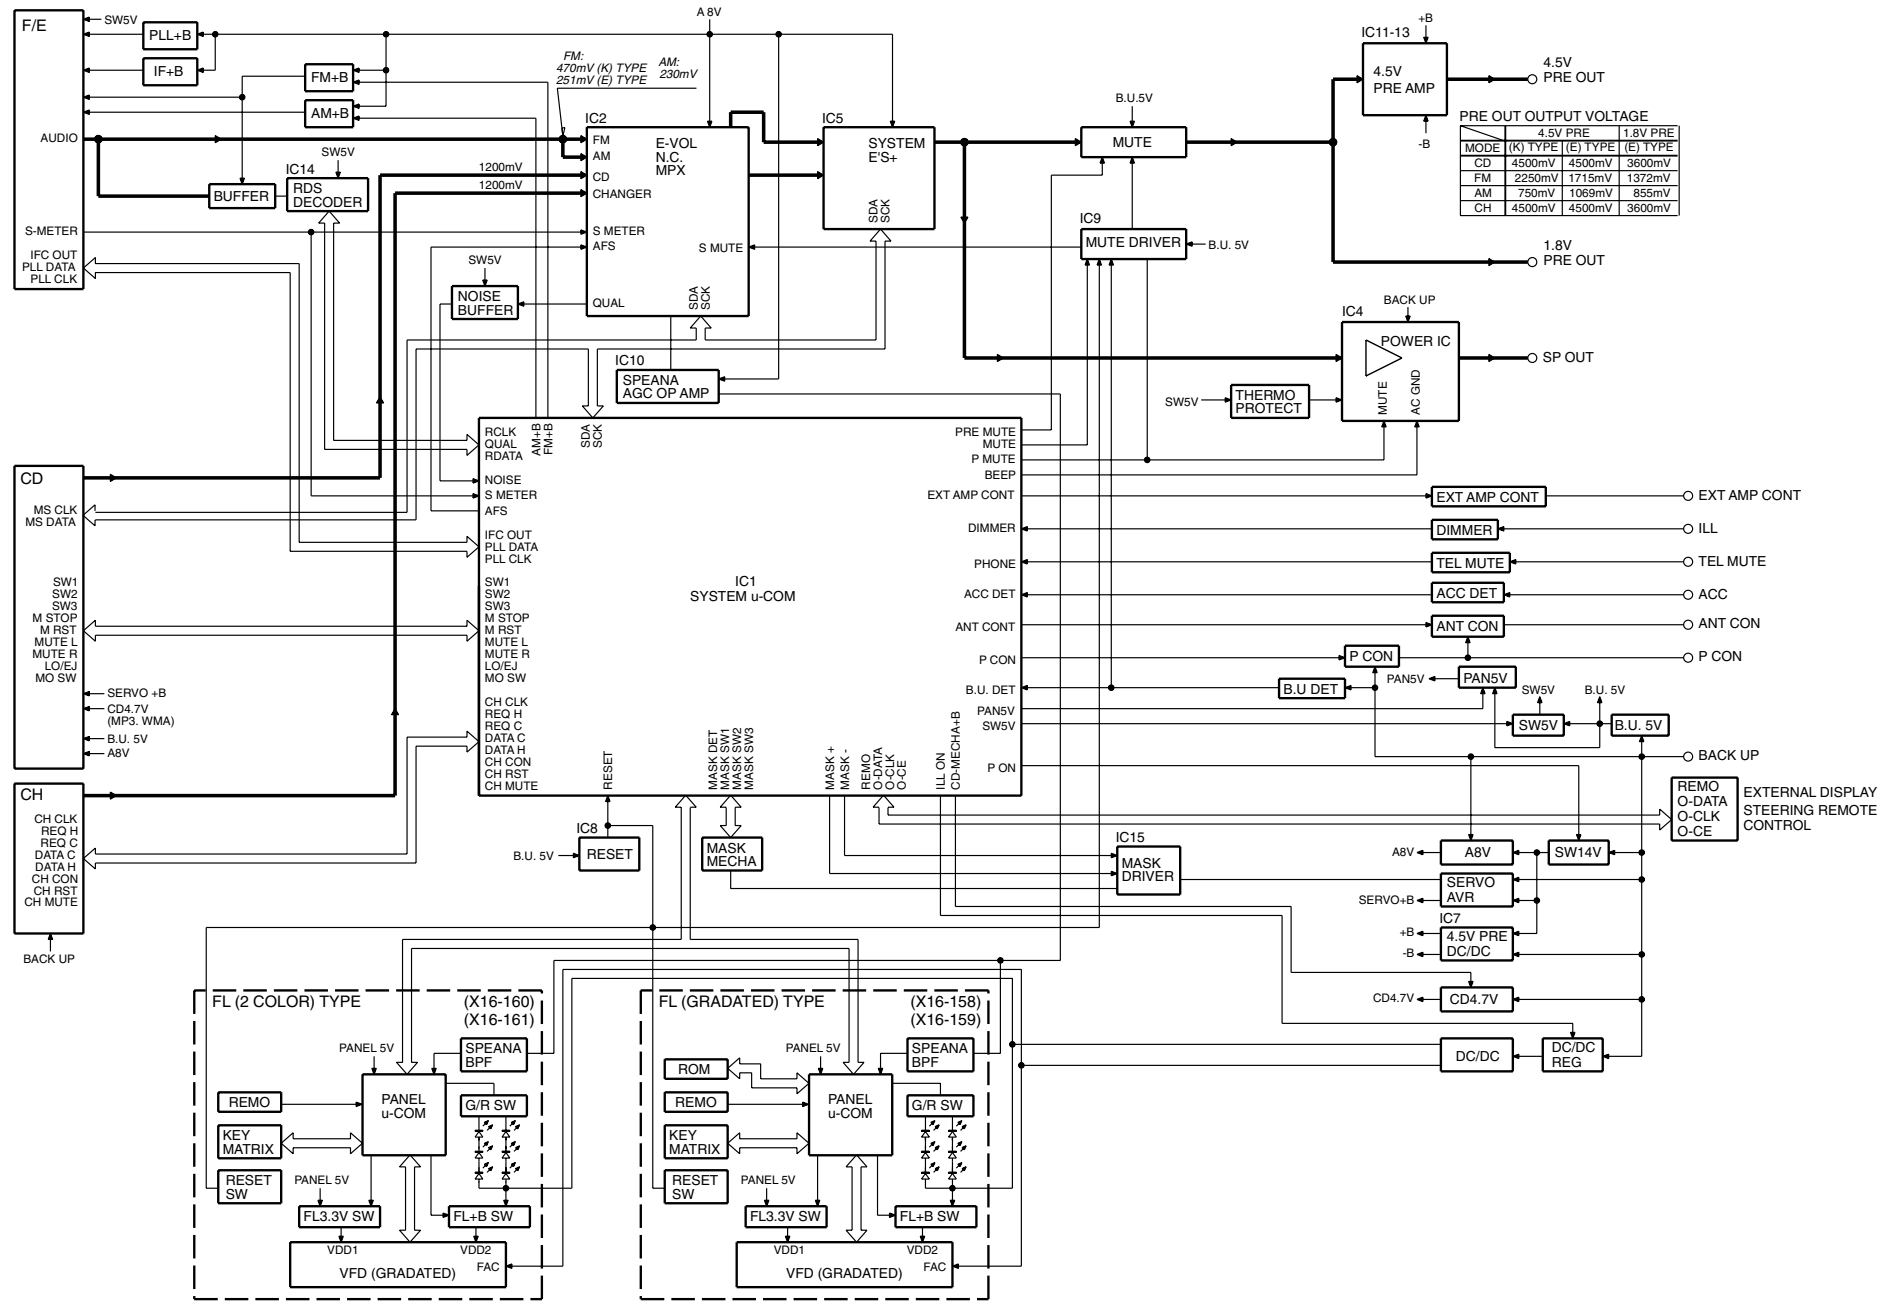 F/E
SW5V
PLL+B
IF+B
FM+B
AM+B
AUDIO
SW5V
IC14
BUFFER
RDS
DECODER
S-METER
IFC OUT
PLL DATA
PLL CLK
A 8V
FM:
470mV (K) TYPE
251mV (E) TYPE
AM:
230mV
IC2
FM
AM
CD
CHANGER
E-VOL
N.C.
MPX
1200mV
1200mV
S METER
AFS
S MUTE
QUAL
SDA
SCK
SW5V
NOISE
BUFFER
IC5
SYSTEM
E'S+
SDA
SCK
IC10
SPEANA
AGC OP AMP
B.U.5V
MUTE
IC9
MUTE DRIVER
B.U. 5V
+B
IC11-13
4.5V
PRE AMP
-B
4.5V
PRE OUT
PRE OUT OUTPUT VOLTAGE
4.5V PRE 1.8V PRE
MODE (K) TYPE (E) TYPE (E) TYPE
CD 4500mV 4500mV 3600mV
FM 2250mV 1715mV 1372mV
AM 750mV 1069mV 855mV
CH 4500mV 4500mV 3600mV
1.8V
PRE OUT
BACK UP
IC4
POWER IC
MUTE
AC GND
SP OUT
SW5V
THERMO
PROTECT
CD
MS CLK
MS DATA
SW1
SW2
SW3
M STOP
M RST
MUTE L
MUTE R
LO/EJ
MO SW
SERVO +B
CD4.7V
(MP3. WMA)
B.U. 5V
A8V
CH
CH CLK
REQ H
REQ C
DATA C
DATA H
CH CON
CH RST
CH MUTE
BACK UP
RCLK
QUAL
RDATA
NOISE
S METER
AFS
IFC OUT
PLL DATA
PLL CLK
SW1
SW2
SW3
M STOP
M RST
MUTE L
MUTE R
LO/EJ
MO SW
CH CLK
REQ H
REQ C
DATA C
DATA H
CH CON
CH RST
CH MUTE
AM+B
FM+B
SDA
SCK
IC1
SYSTEM u-COM
PRE MUTE
MUTE
P MUTE
BEEP
EXT AMP CONT
DIMMER
PHONE
ACC DET
ANT CONT
P CON
B.U. DET
PAN5V
SW5V
P ON
RESET
MASK DET
MASK SW1
MASK SW2
MASK SW3
MASK +
MASK -
REMO
O-DATA
O-CLK
O-CE
ILL ON
CD-MECHA+B
EXT AMP CONT
EXT AMP CONT
DIMMER
ILL
TEL MUTE
TEL MUTE
ACC DET
ACC
ANT CON
ANT CON
P CON
P CON
B.U DET
PAN5V
PAN5V
SW5V
SW5V
B.U. 5V
B.U. 5V
BACK UP
REMO
O-DATA
O-CLK
O-CE
EXTERNAL DISPLAY
STEERING REMOTE
CONTROL
IC8
B.U. 5V
RESET
MASK
MECHA
IC15
MASK
DRIVER
A8V
A8V
SW14V
SERVO
AVR
SERVO+B
IC7
+B
-B
4.5V PRE
DC/DC
CD4.7V
CD4.7V
DC/DC
DC/DC
REG
FL (2 COLOR) TYPE
(X16-160)
(X16-161)
PANEL 5V
SPEANA
BPF
REMO
PANEL
u-COM
G/R SW
KEY
MATRIX
RESET
SW
PANEL 5V
FL3.3V SW
FL+B SW
VDD1
VDD2
FAC
VFD (GRADATED)
FL (GRADATED) TYPE
(X16-158)
(X16-159)
PANEL 5V
SPEANA
BPF
ROM
REMO
PANEL
u-COM
G/R SW
KEY
MATRIX
RESET
SW
PANEL 5V
FL3.3V SW
FL+B SW
VDD1
VDD2
FAC
VFD (GRADATED)